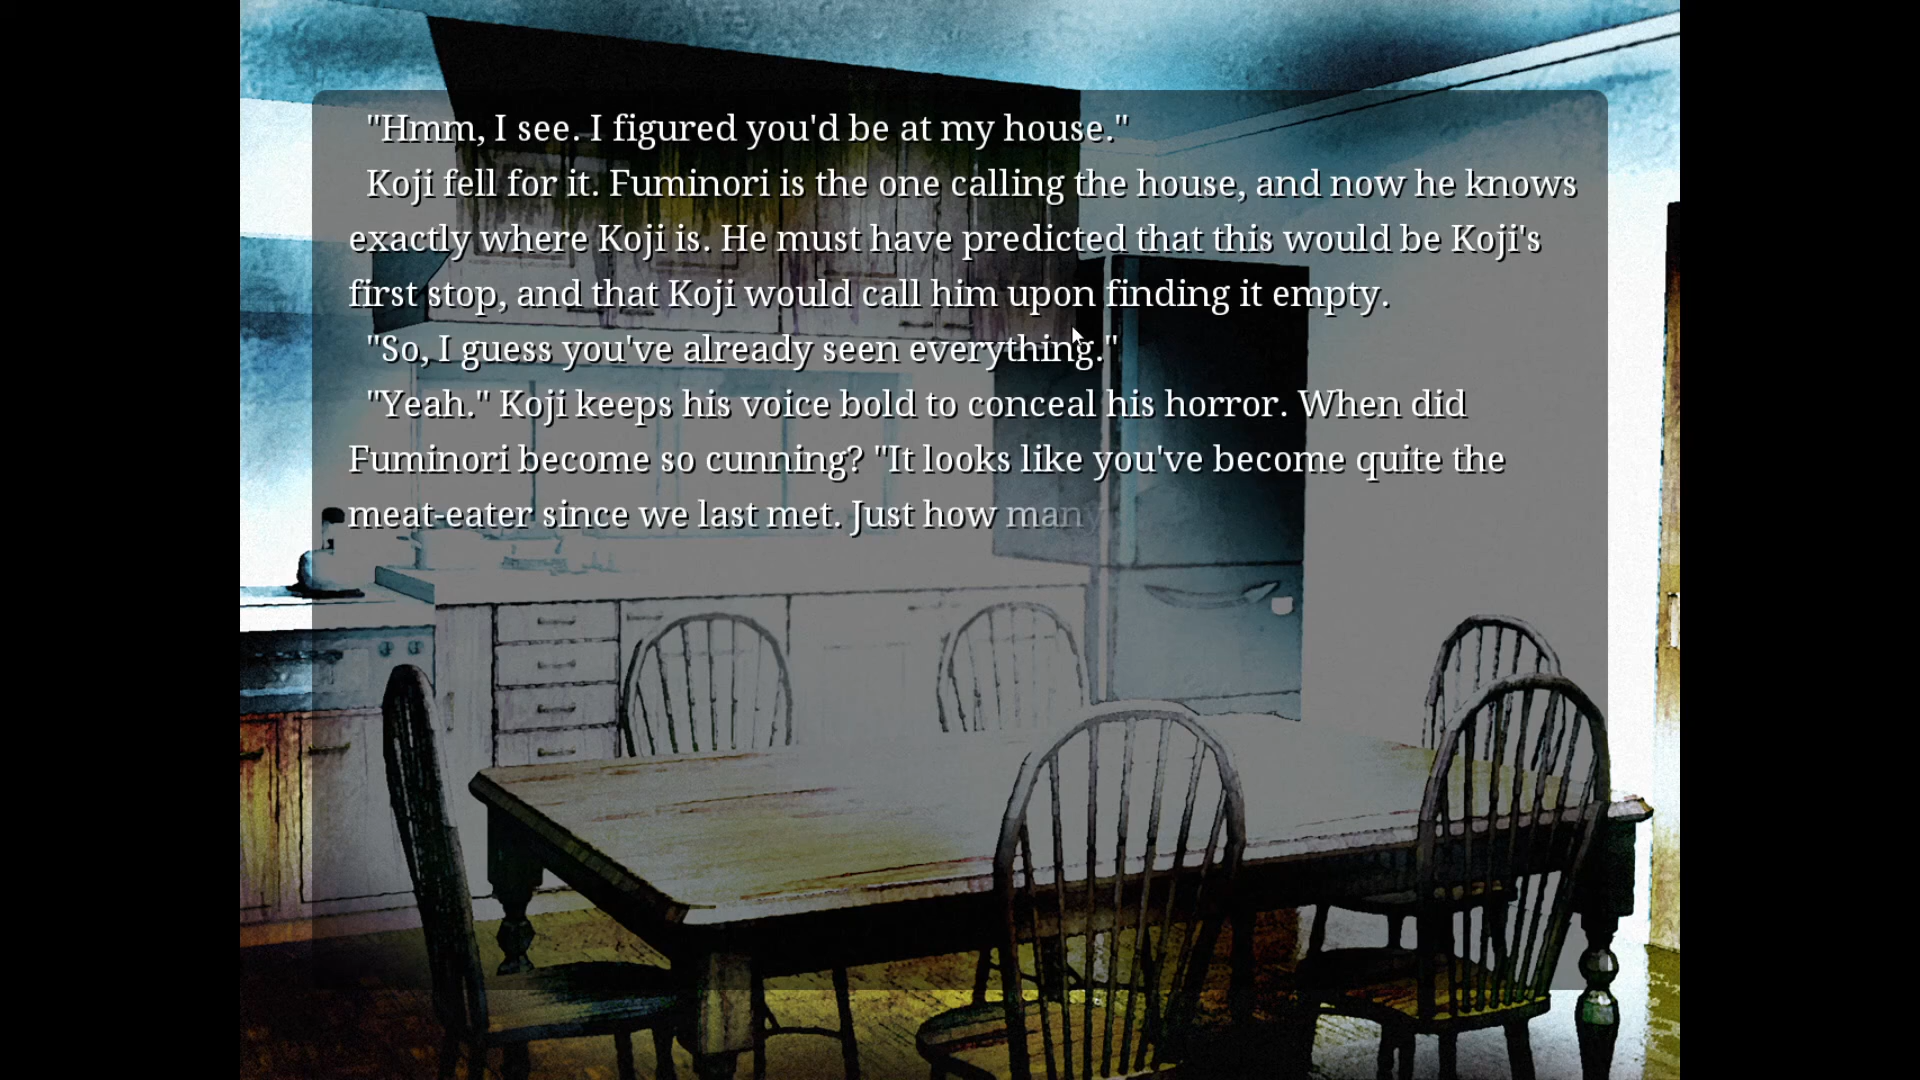 "Hmm, I see. I figured you'd be at my house."
Koji fell for it. Fuminori is the one calling the house, and now he knows
exactly where Koji is. He must have predicted that this would be Koji's
first stop, and that Koji would call him upon finding it empty.
"So, I guess you've already seen everything."
"Yeah." Koji keeps his voice bold to conceal his horror. When did
Fuminori become so cunning? "It looks like you've become quite the
meat-eater since we last met. Just how many